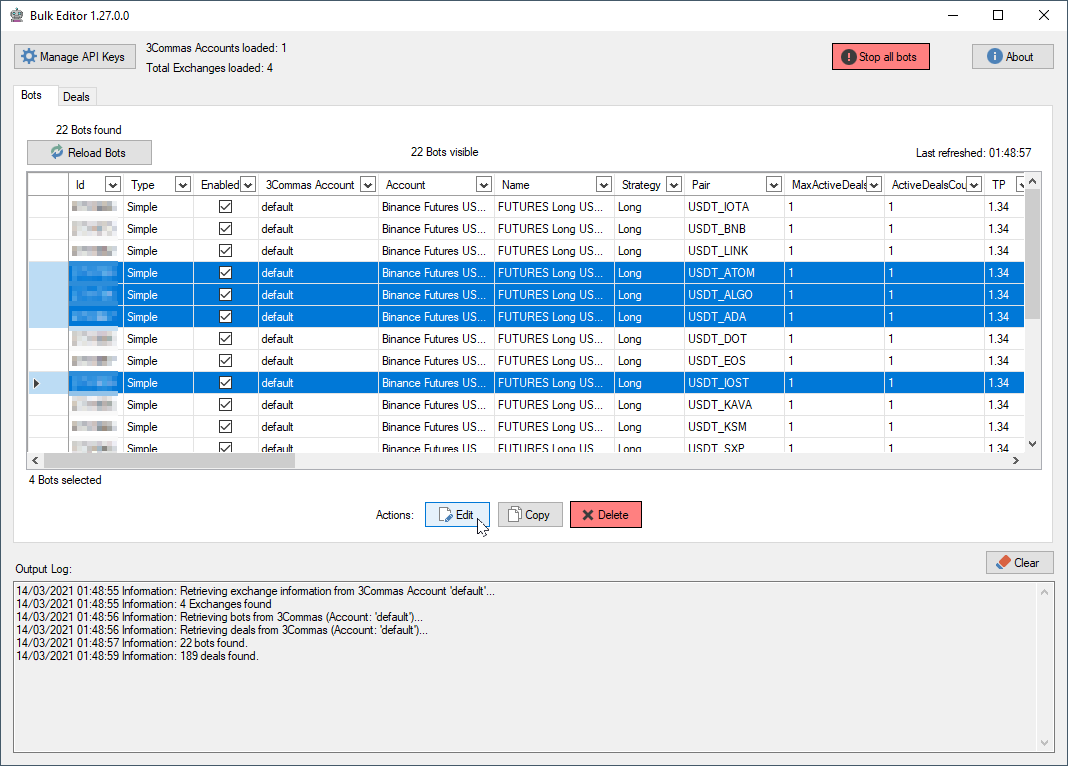 Bulk Editor 1.27.0.0
Manage API Keys
3Commas Accounts loaded: 1
Total Exchanges loaded: 4
Stop all bots
About
Bots Deals
22 Bots found
Reload Bots
22 Bots visible
Last refreshed: 01:48:57
Id Type Enabled 3Commas Account Account Name Strategy Pair MaxActiveDeals ActiveDealsCou TP
Simple default Binance Futures US... FUTURES Long US... Long USDT_IOTA 1 1 1.34
Simple default Binance Futures US... FUTURES Long US... Long USDT_BNB 1 1 1.34
Simple default Binance Futures US... FUTURES Long US... Long USDT_LINK 1 1 1.34
Simple default Binance Futures US... FUTURES Long US... Long USDT_ATOM 1 1 1.34
Simple default Binance Futures US... FUTURES Long US... Long USDT_ALGO 1 1 1.34
Simple default Binance Futures US... FUTURES Long US... Long USDT_ADA 1 1 1.34
Simple default Binance Futures US... FUTURES Long US... Long USDT_DOT 1 1 1.34
Simple default Binance Futures US... FUTURES Long US... Long USDT_EOS 1 1 1.34
Simple default Binance Futures US... FUTURES Long US... Long USDT_IOST 1 1 1.34
Simple default Binance Futures US... FUTURES Long US... Long USDT_KAVA 1 1 1.34
Simple default Binance Futures US... FUTURES Long US... Long USDT_KSM 1 1 1.34
Simple default Binance Futures US FUTURES Long US Long USDT_SXP 1 1 1.34
4 Bots selected
Actions: Edit Copy Delete
Output Log:
Clear
14/03/2021 01:48:55 Information: Retrieving exchange information from 3Commas Account 'default'...
14/03/2021 01:48:55 Information: 4 Exchanges found
14/03/2021 01:48:56 Information: Retrieving bots from 3Commas (Account: 'default')...
14/03/2021 01:48:56 Information: Retrieving deals from 3Commas (Account: 'default')...
14/03/2021 01:48:57 Information: 22 bots found.
14/03/2021 01:48:59 Information: 189 deals found.